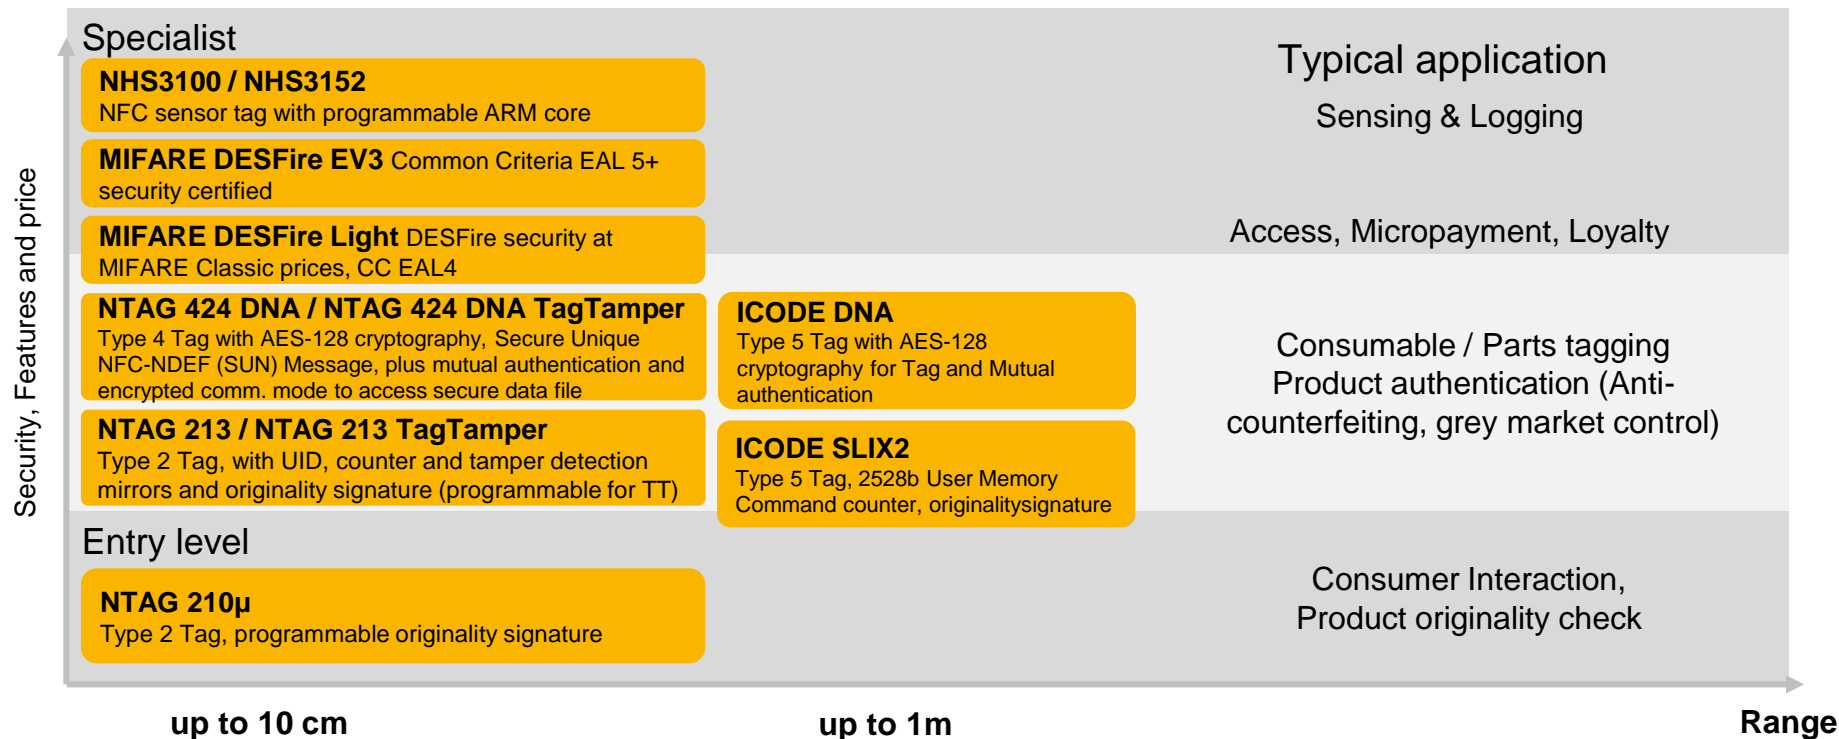 Specialist
NHS3100 / NHS3152
NFC sensor tag with programmable ARM core
MIFARE DESFire EV3 Common Criteria EAL 5+
security certified
MIFARE DESFire Light DESFire security at
MIFARE Classic prices, CC EAL4
NTAG 424 DNA / NTAG 424 DNA TagTamper
Type 4 Tag with AES-128 cryptography, Secure Unique
NFC-NDEF (SUN) Message, plus mutual authentication and
encrypted comm. mode to access secure data file
NTAG 213 / NTAG 213 TagTamper
Type 2 Tag, with UID, counter and tamper detection
mirrors and originality signature (programmable for TT)
Entry level
NTAG 210µ
Type 2 Tag, programmable originality signature
ICODE DNA
Type 5 Tag with AES-128
cryptography for Tag and Mutual
authentication
ICODE SLIX2
Type 5 Tag, 2528b User Memory
Command counter, originalitysignature
Typical application
Sensing & Logging
Access, Micropayment, Loyalty
Consumable / Parts tagging
Product authentication (Anti-
counterfeiting, grey market control)
Consumer Interaction,
Product originality check
Security, Features and price
up to 10 cm
up to 1m
Range